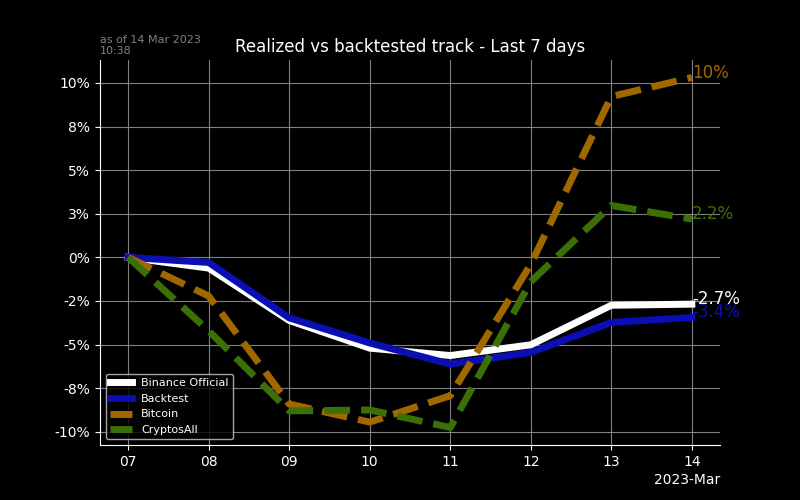 as of 14 Mar 2023
10:38
Realized vs backtested track - Last 7 days
10%
8%
5%
3%
0%
-2%
-5%
-8%
-10%
10%
2.2%
-2.7%
-3.4%
Binance Official
Backtest
Bitcoin
CryptosAll
07 08 09 10 11 12 13 14
2023-Mar